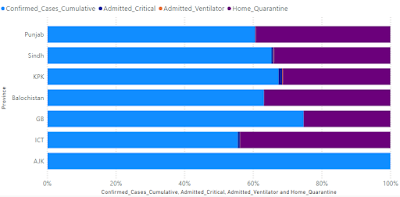 Confirmed_Cases_Cumulative Admitted_Critical Admitted_Ventilator Home_Quarantine
Punjab
Sindh
KPK
Balochistan
GB
ICT
AJK
Province
0% 20% 40% 60% 80% 100%
Confirmed_Cases_Cumulative, Admitted_Critical, Admitted_Ventilator and Home_Quarantine